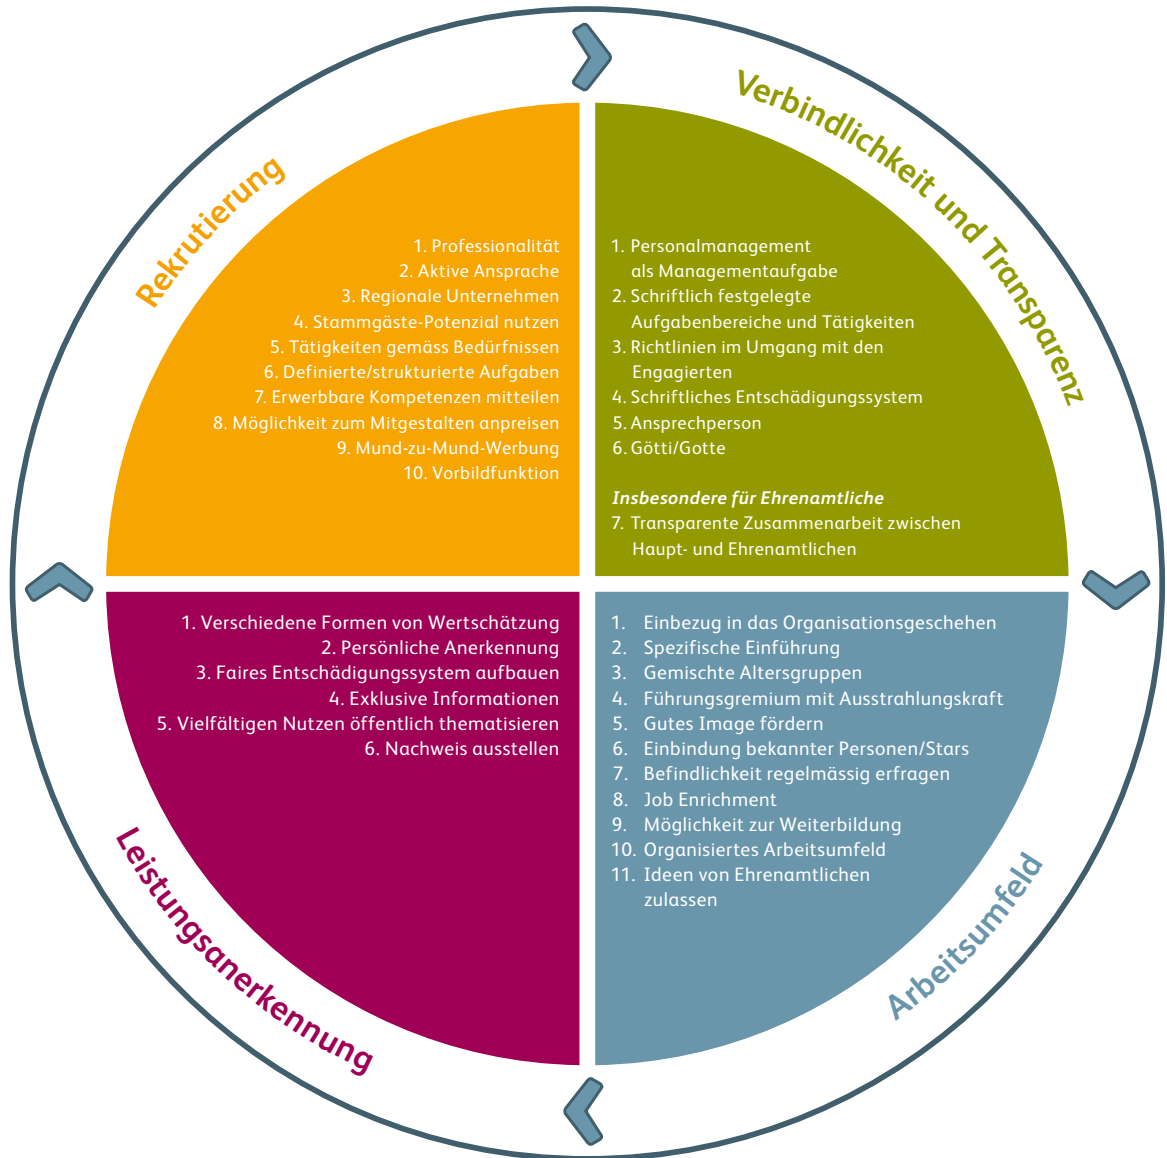 Rekrutierung
1. Professionalität
2. Aktive Ansprache
3. Regionale Unternehmen
4. Stammgäste-Potenzial nutzen
5. Tätigkeiten gemäss Bedürfnissen
6. Definierte/strukturierte Aufgaben
7. Erwerbbare Kompetenzen mitteilen
8. Möglichkeit zum Mitgestalten anpreisen
9. Mund-zu-Mund-Werbung
10. Vorbildfunktion
Verbindlichkeit und Transparenz
1. Personalmanagement
als Managementaufgabe
2. Schriftlich festgelegte
Aufgabenbereiche und Tätigkeiten
3. Richtlinien im Umgang mit den
Engagierten
4. Schriftliches Entschädigungssystem
5. Ansprechperson
6. Götti/Gotte
Insbesondere für Ehrenamtliche
7. Transparente Zusammenarbeit zwischen
Haupt- und Ehrenamtlichen
1. Einbezug in das Organisationsgeschehen
2. Spezifische Einführung
3. Gemischte Altersgruppen
4. Führungsgremium mit Ausstrahlungskraft
5. Gutes Image fördern
6. Einbindung bekannter Personen/Stars
7. Befindlichkeit regelmässig erfragen
8. Job Enrichment
9. Möglichkeit zur Weiterbildung
10. Organisiertes Arbeitsumfeld
11. Ideen von Ehrenamtlichen
zulassen
Arbeitsumfeld
1. Verschiedene Formen von Wertschätzung
2. Persönliche Anerkennung
3. Faires Entschädigungssystem aufbauen
4. Exklusive Informationen
5. Vielfältigen Nutzen öffentlich thematisieren
6. Nachweis ausstellen
Leistungsanerkennung